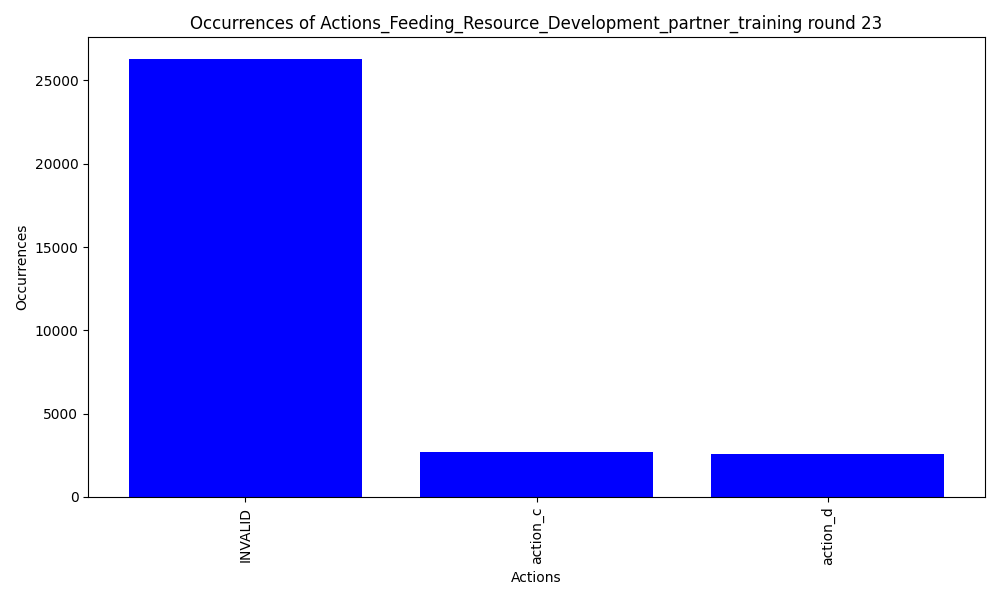 Occurrences of Actions_Feeding_Resource_Development_partner_training round 23
Occurrences
25000
20000
15000
10000
5000
0
INVALID
action_c
action_d
Actions